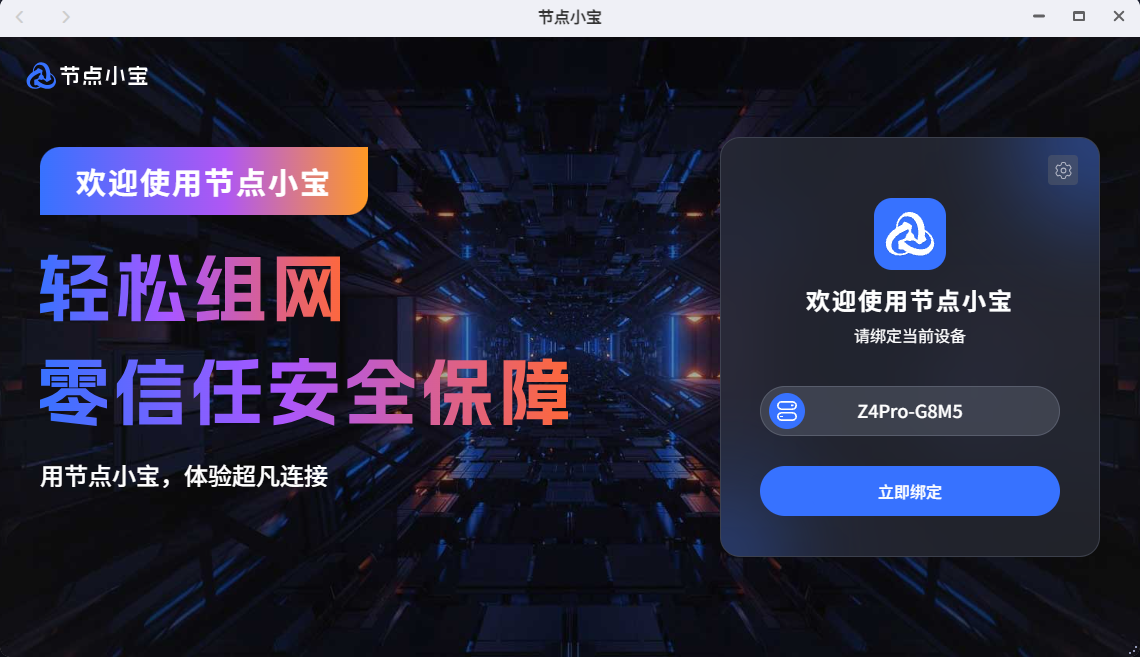 节点小宝
节点小宝
欢迎使用节点小宝
轻松组网
零信任安全保障
用节点小宝，体验超凡连接
欢迎使用节点小宝
请绑定当前设备
Z4Pro-G8M5
立即绑定